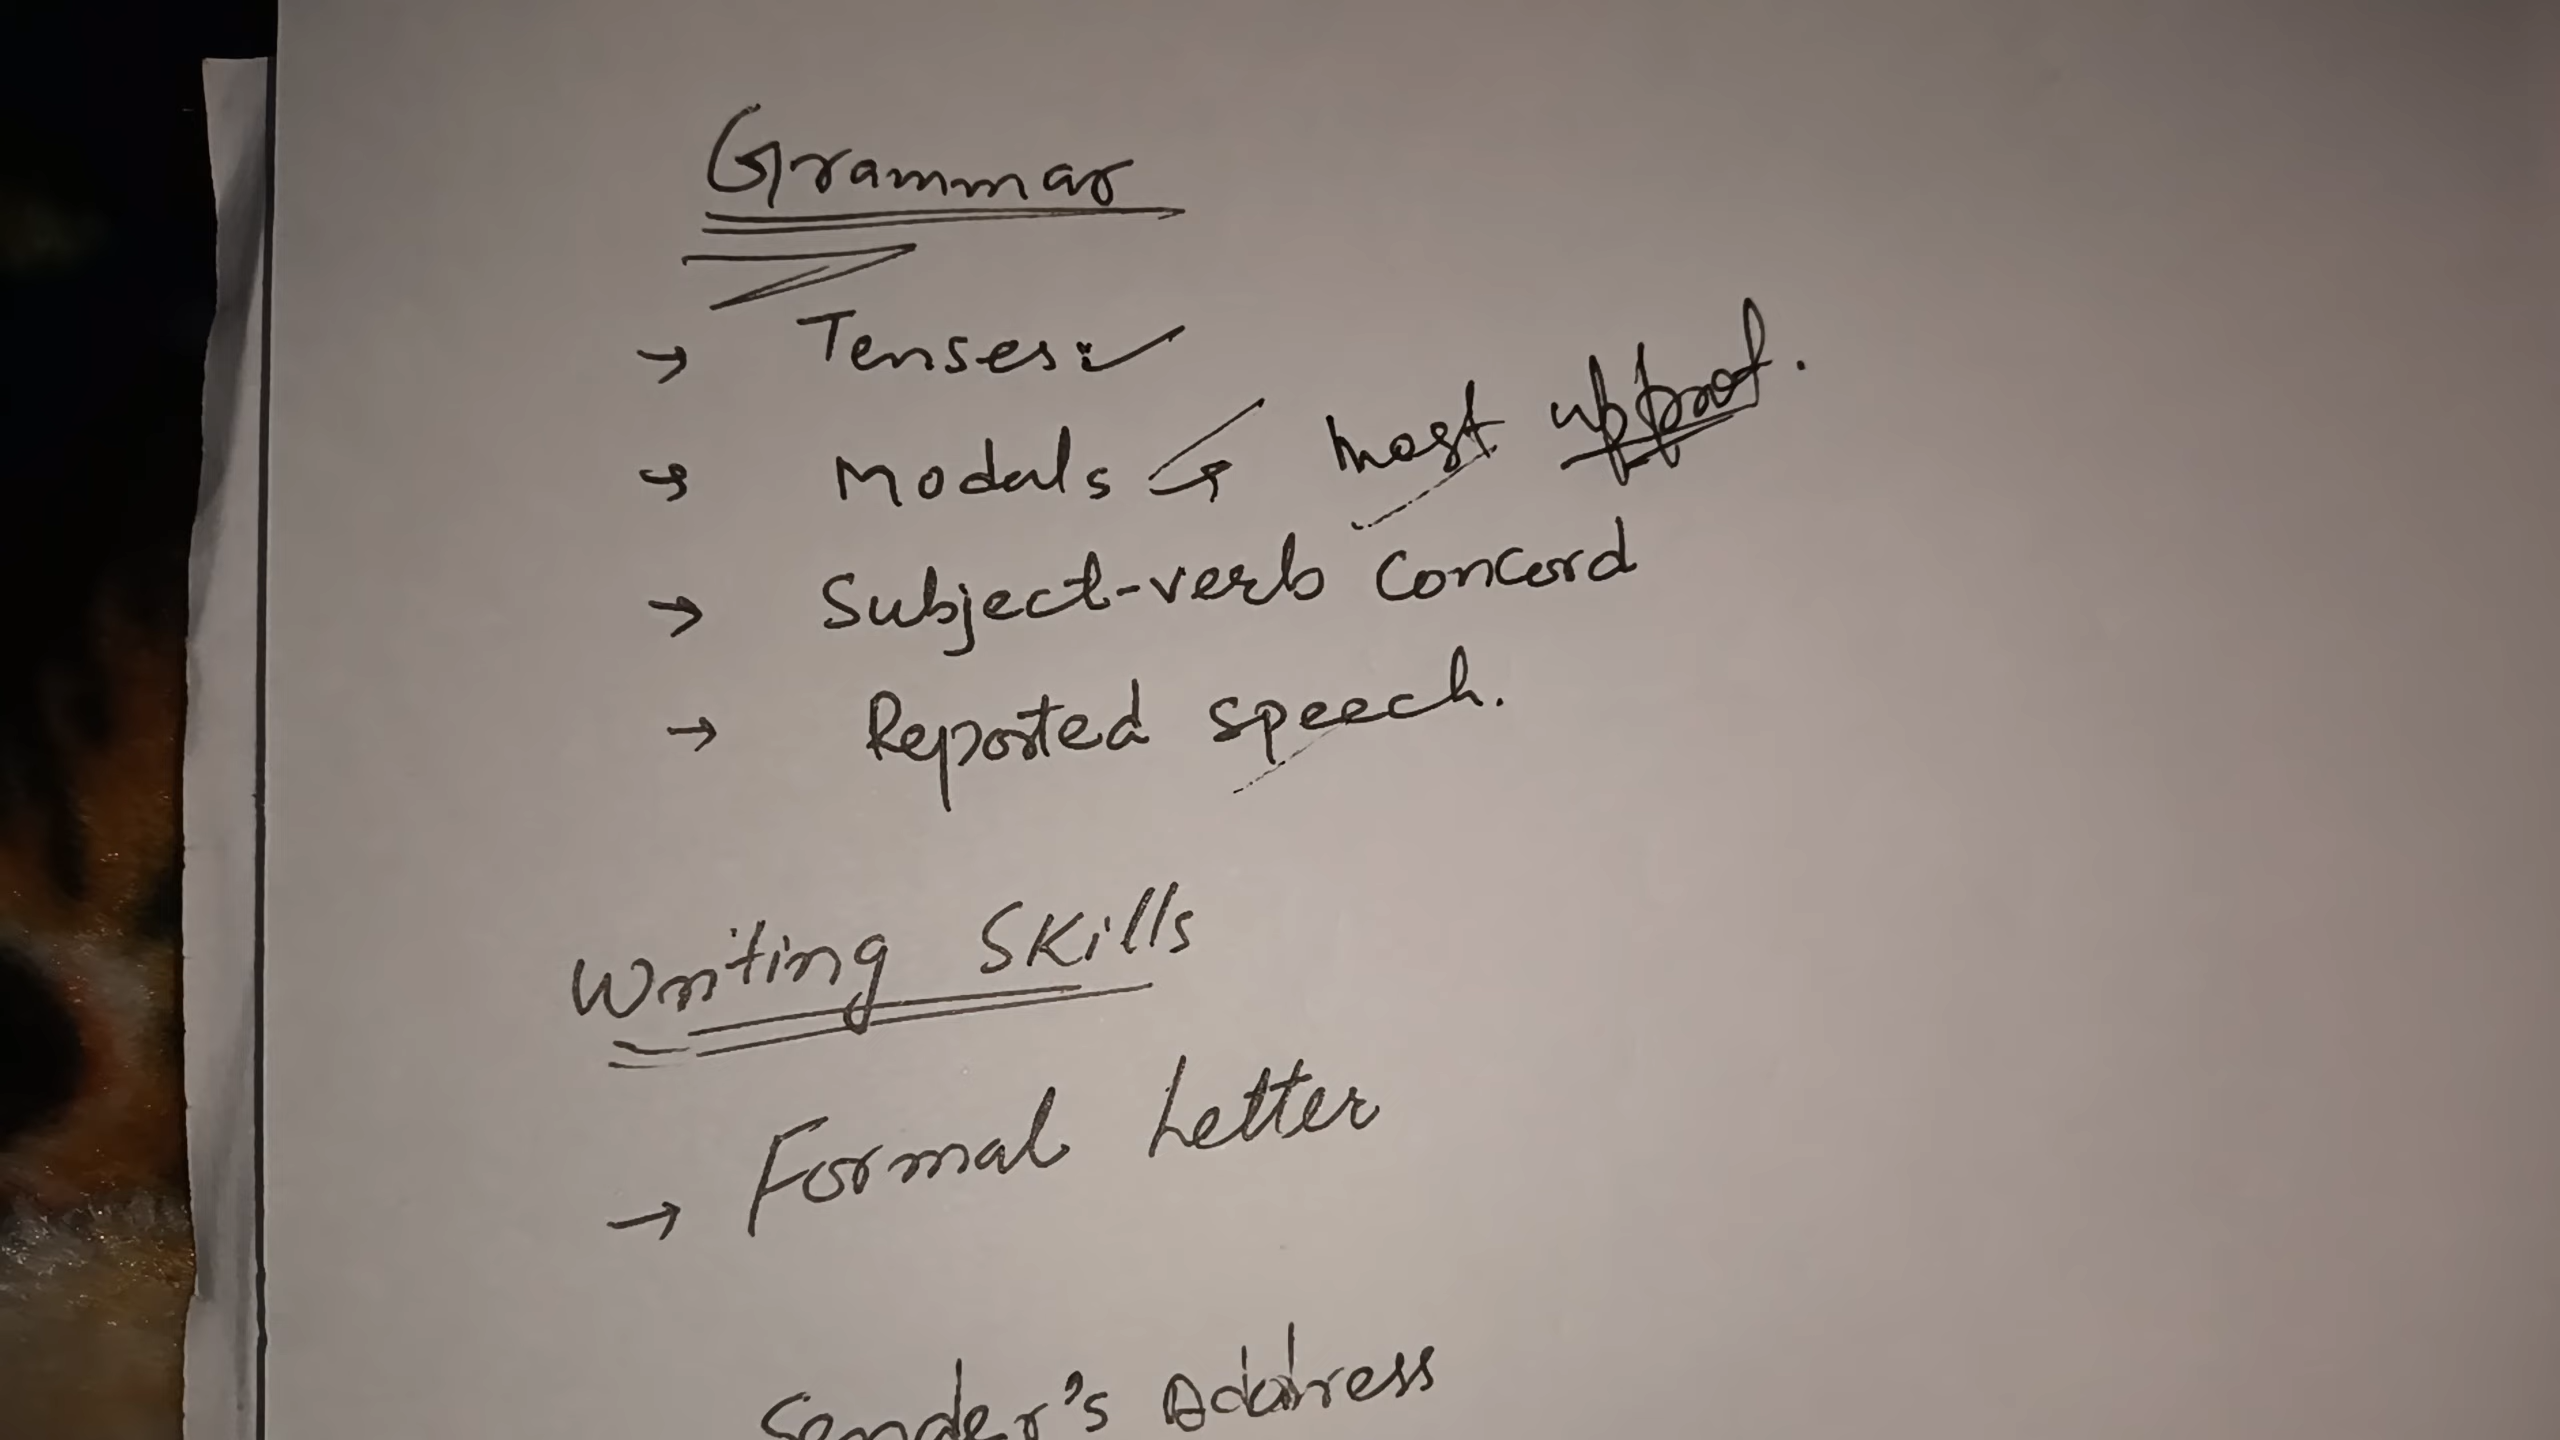 Grammar
→ Tenses:
→ Modals → most
→ Subject-verb Concord
→ Reported speech.
Writing Skills
→ Formal Letter
Sender's Address